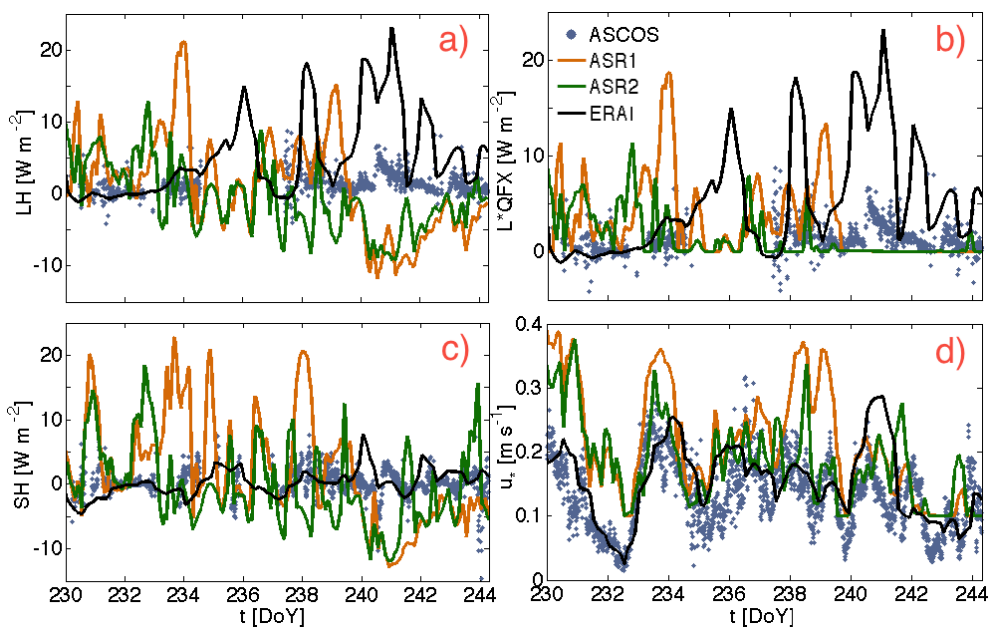 a)
20
10
0
-10
LH [W m⁻²]
b)
ASCOS
ASR1
ASR2
ERAI
20
10
0
L*QFX [W m⁻²]
c)
20
10
0
-10
SH [W m⁻²]
230 232 234 236 238 240 242 244
t [DoY]
d)
0.4
0.3
0.2
0.1
0
u* [m s⁻¹]
230 232 234 236 238 240 242 244
t [DoY]